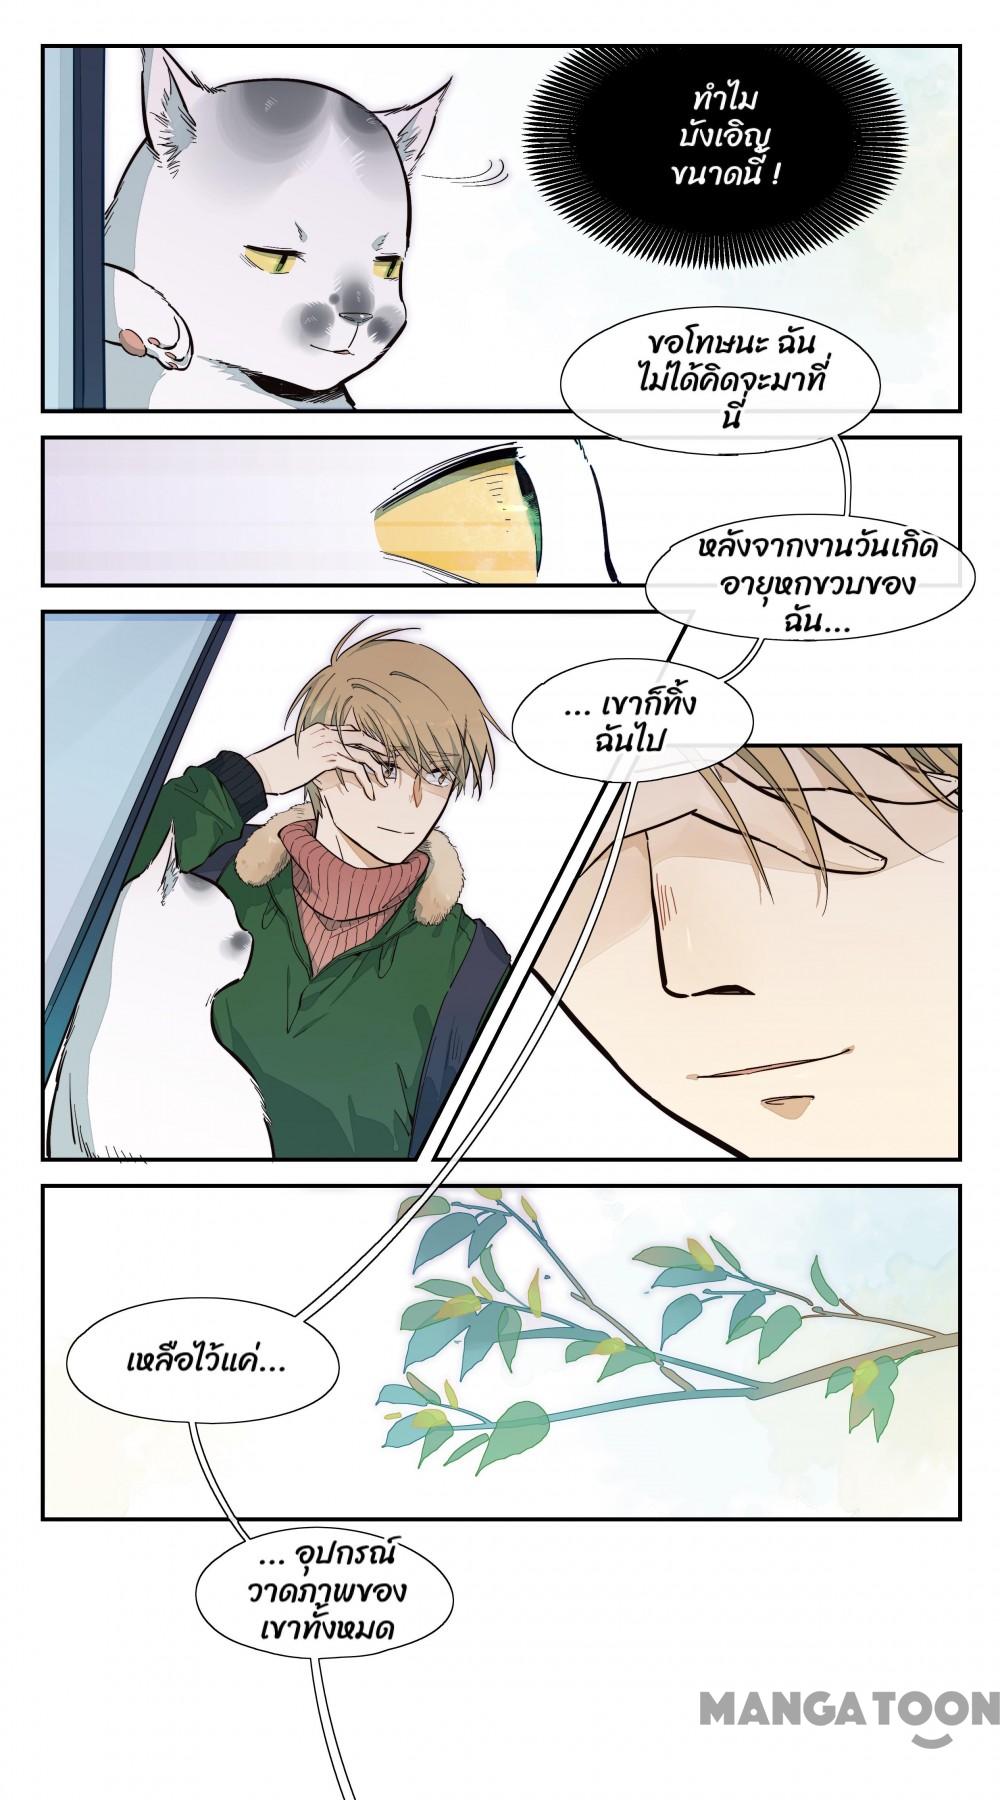 ทำไม
บังเอิญ
ขนาดนี้ !
ขอโทษนะ ฉัน
ไม่ได้คิดจะมาที่
นี่
หลังจากงานวันเกิด
อายุหกขวบของ
ฉัน...
... เขาก็ทิ้ง
ฉันไป
เหลือไว้แค่...
... อุปกรณ์
วาดภาพของ
เขาทั้งหมด
MANGATOON